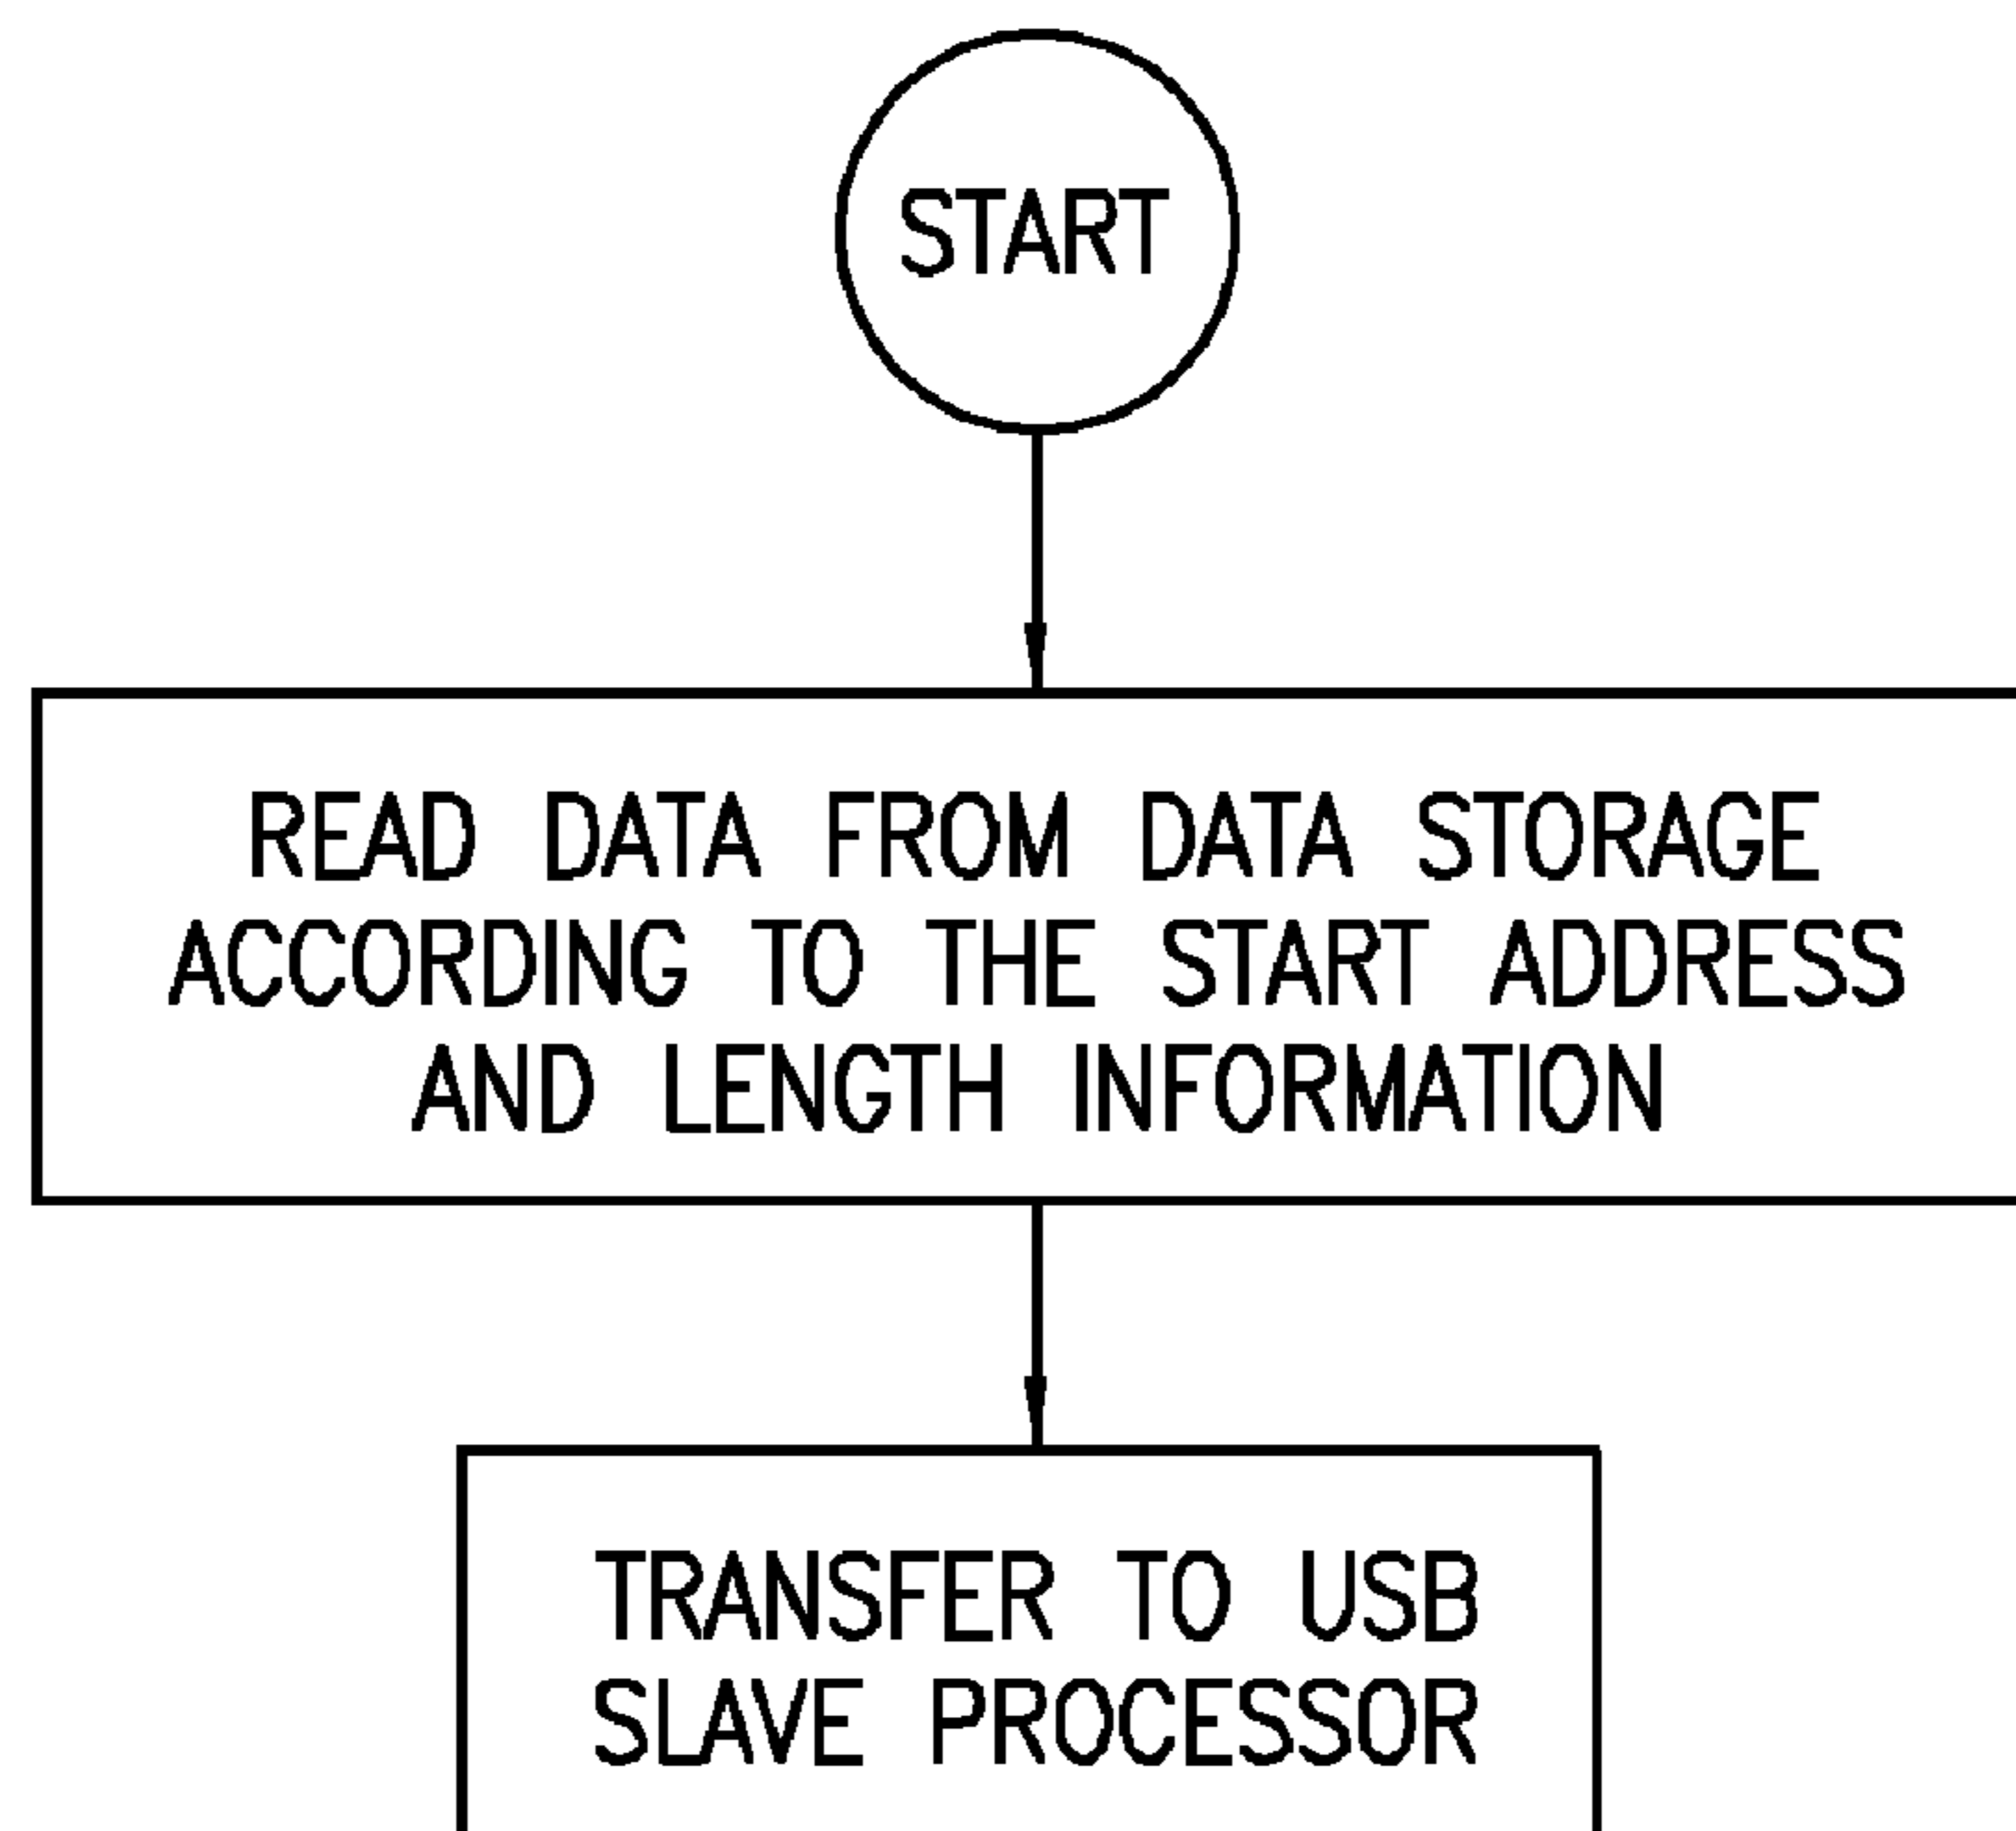 START
READ DATA FROM DATA STORAGE
ACCORDING TO THE START ADDRESS
AND LENGTH INFORMATION
TRANSFER TO USB
SLAVE PROCESSOR